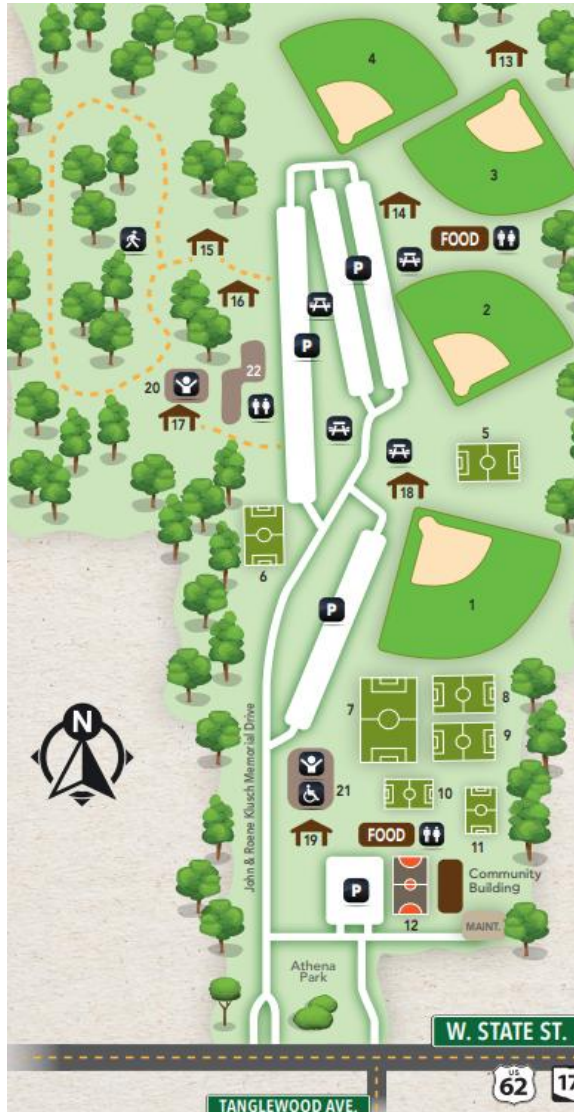 4
13
3
14
15
FOOD
P
16
2
P
22
20
17
5
18
6
1
P
N
7
8
9
John & Roene Klusch Memorial Drive
21
10
11
19
FOOD
P
12
Community
Building
MAINT.
Athena
Park
W. STATE ST.
US
62
17
TANGLEWOOD AVE.